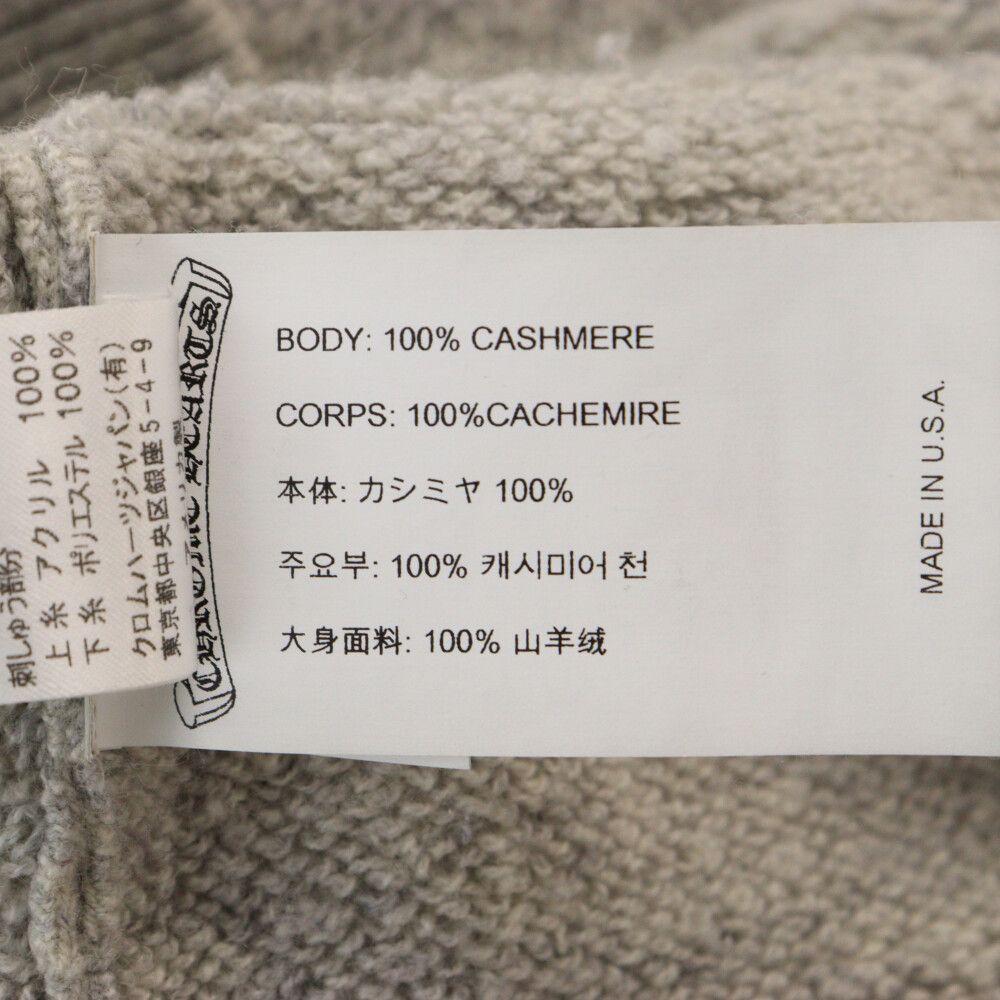 刺しゅう部分
上糸 アクリル 100%
下糸 ポリエステル 100%
クロムハーツジャパン(有)
東京都中央区銀座5-4-9
CHROME HEARTS
BODY: 100% CASHMERE
CORPS: 100%CACHEMIRE
本体: カシミヤ 100%
주요부: 100% 캐시미어 천
大身面料: 100% 山羊绒
MADE IN U.S.A.